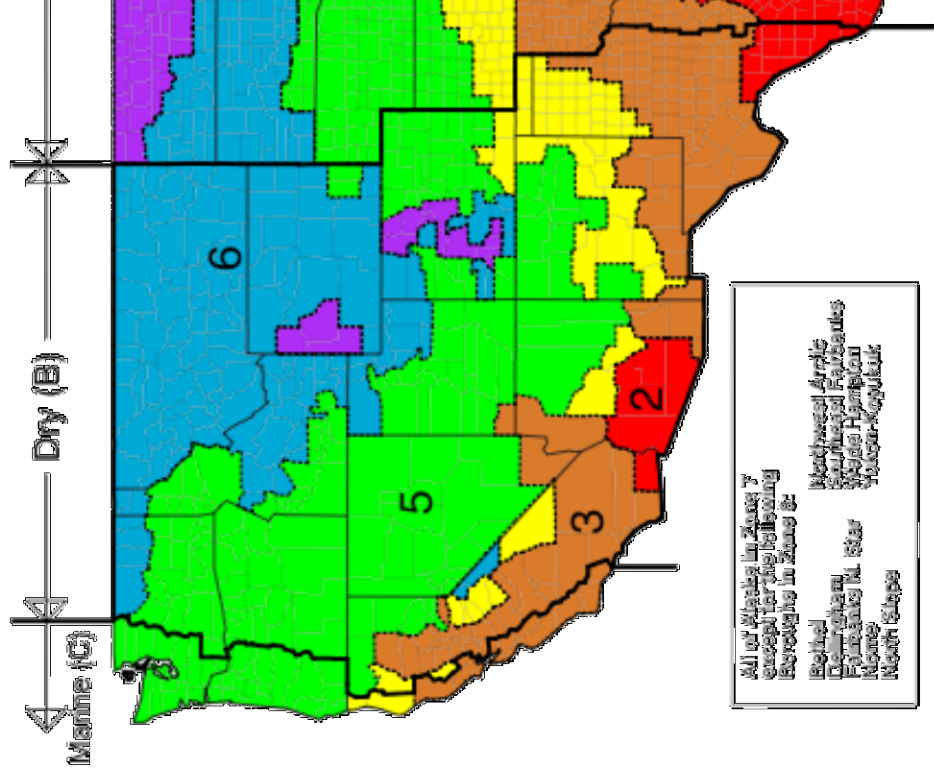 Marine (C)
Dry (B)
6
5
2
3
All of Alaska in Zone 7
except for the following
Boroughs in Zone 8:
Bethel
Dellingham
Fairbanks N. Star
Nome
North Slope
Northwest Arctic
Southeast Fairbanks
Wade Hampton
Yukon-Koyukuk